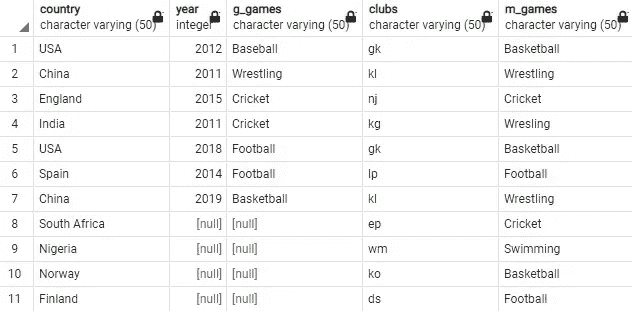 country year g_games clubs m_games
character varying (50) integer character varying (50) character varying (50) character varying (50)
1 USA 2012 Baseball gk Basketball
2 China 2011 Wrestling kl Wrestling
3 England 2015 Cricket nj Cricket
4 India 2011 Cricket kg Wresling
5 USA 2018 Football gk Basketball
6 Spain 2014 Football lp Football
7 China 2019 Basketball kl Wrestling
8 South Africa [null] [null] ep Cricket
9 Nigeria [null] [null] wm Swimming
10 Norway [null] [null] ko Basketball
11 Finland [null] [null] ds Football